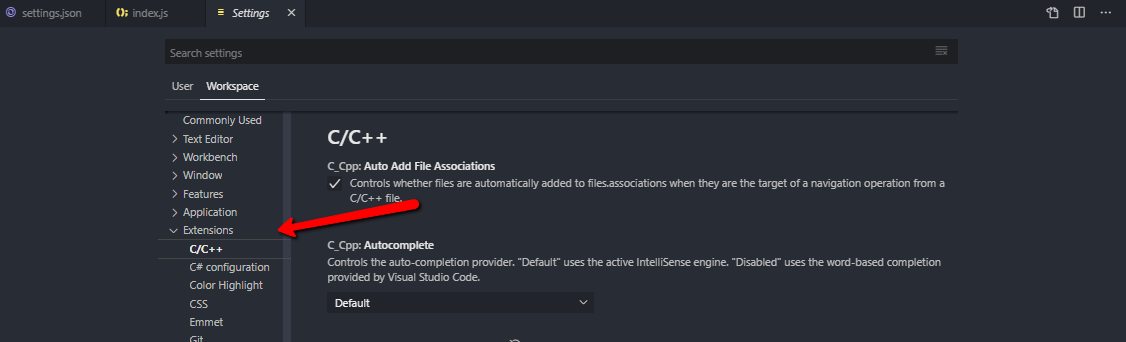 settings.json
index.js
Settings
Search settings
User
Workspace
Commonly Used
Text Editor
Workbench
Window
Features
Application
Extensions
C/C++
C# configuration
Color Highlight
CSS
Emmet
Git
C/C++
C_Cpp: Auto Add File Associations
Controls whether files are automatically added to files.associations when they are the target of a navigation operation from a
C/C++ file.
C_Cpp: Autocomplete
Controls the auto-completion provider. "Default" uses the active IntelliSense engine. "Disabled" uses the word-based completion
provided by Visual Studio Code.
Default